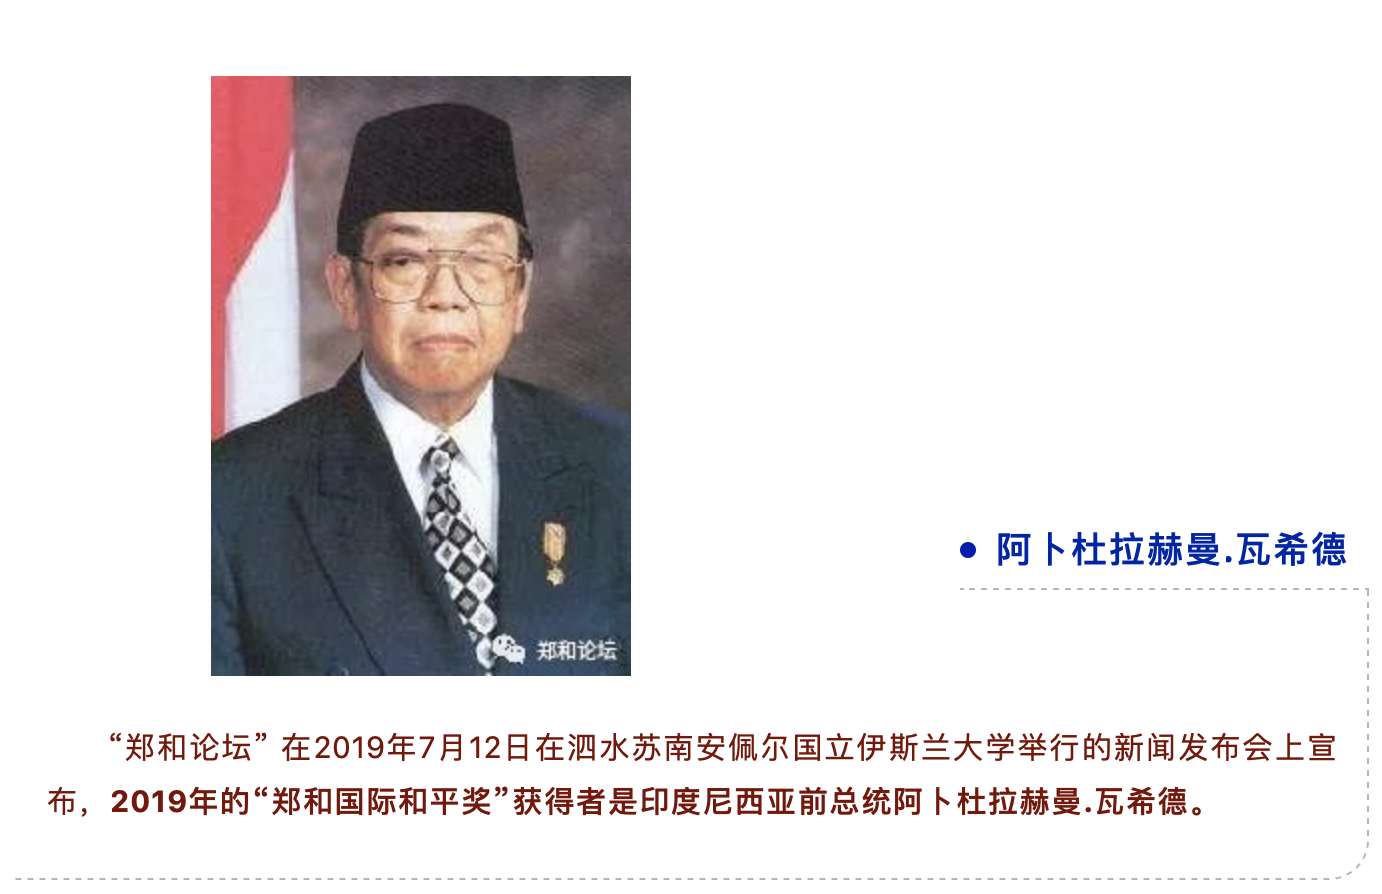 郑和论坛
阿卜杜拉赫曼.瓦希德
“郑和论坛” 在2019年7月12日在泗水苏南安佩尔国立伊斯兰大学举行的新闻发布会上宣
布，2019年的“郑和国际和平奖”获得者是印度尼西亚前总统阿卜杜拉赫曼.瓦希德。